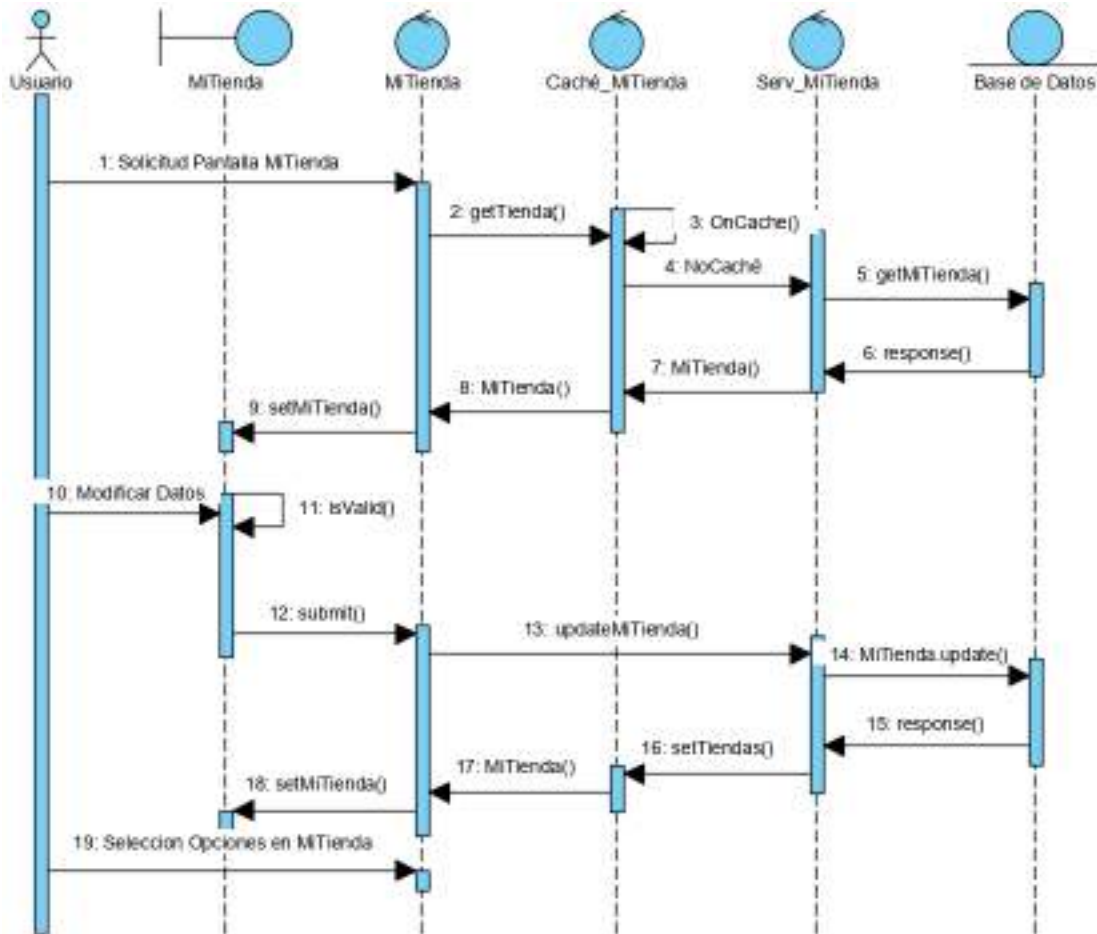 Usuario
MiTienda
MiTienda
Caché_MiTienda
Serv_MiTienda
Base de Datos
1: Solicitud Pantalla MiTienda
2: getTienda()
3: OnCache()
4: NoCaché
5: getMiTienda()
6: response()
7: MiTienda()
8: MiTienda()
9: setMiTienda()
10: Modificar Datos
11: isValid()
12: submit()
13: updateMiTienda()
14: MiTienda.update()
15: response()
16: setTiendas()
17: MiTienda()
18: setMiTienda()
19: Seleccion Opciones en MiTienda